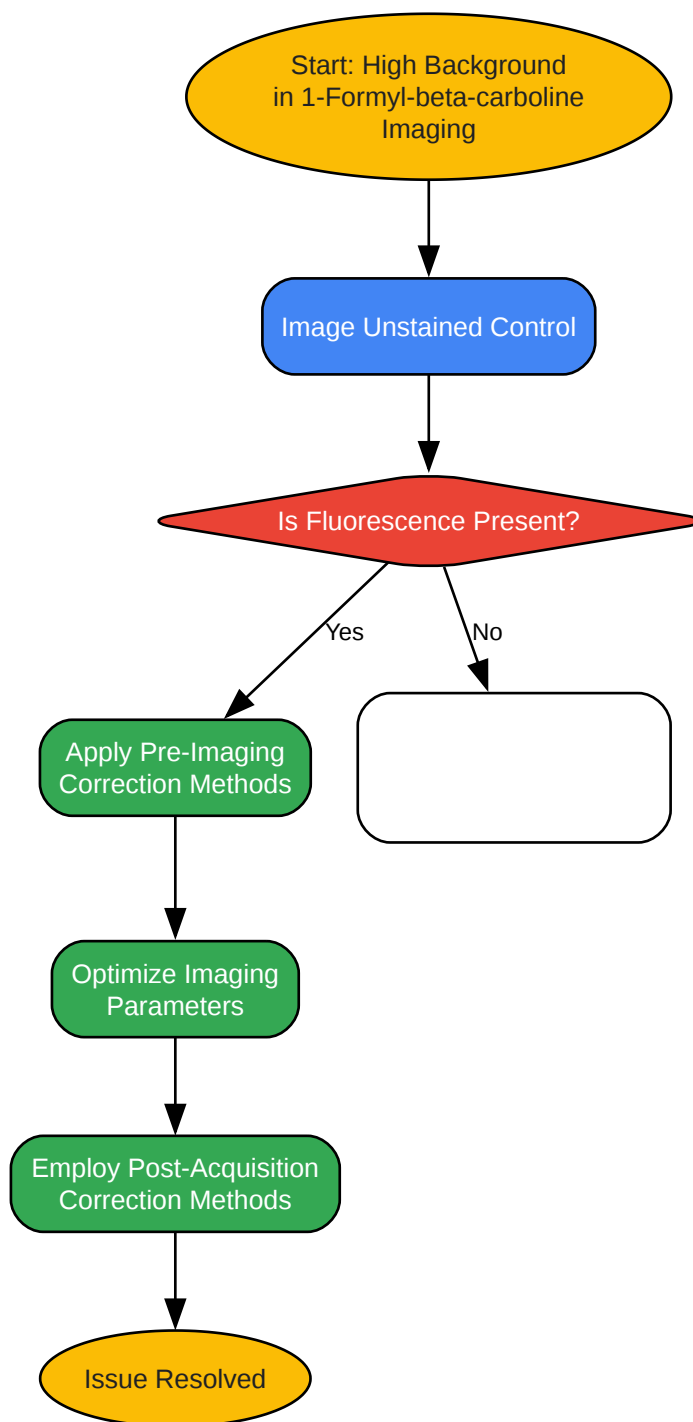 Start: High Background
in 1-Formyl-beta-carboline
Imaging
Image Unstained Control
Is Fluorescence Present?
Yes
No
Apply Pre-Imaging
Correction Methods
Optimize Imaging
Parameters
Employ Post-Acquisition
Correction Methods
Issue Resolved